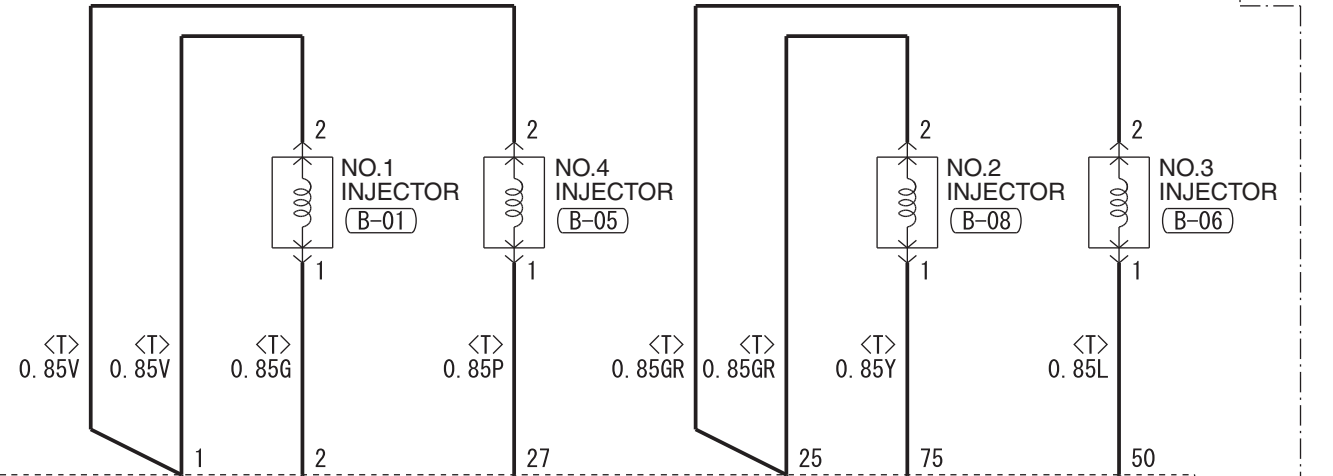 2
2
2
2
NO.1
INJECTOR
B-01
NO.4
INJECTOR
B-05
NO.2
INJECTOR
B-08
NO.3
INJECTOR
B-06
1
1
1
1
<T>
0.85V
<T>
0.85V
<T>
0.85G
<T>
0.85P
<T>
0.85GR
<T>
0.85GR
<T>
0.85Y
<T>
0.85L
1
2
27
25
75
50